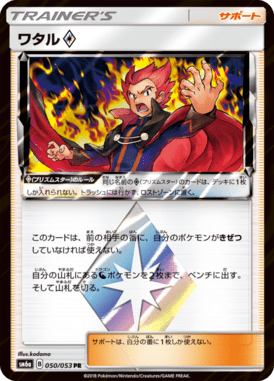 TRAINER'S
サポート
ワタル◇
◇(プリズムスター)のルール
同じ名前の◇(プリズムスター)のカードは、デッキに1枚
しか入れられない。トラッシュには行かず、ロストゾーンに置く。
このカードは、前の相手の番に、自分のポケモンがきぜつ
していなければ使えない。
自分の山札にあるポケモンを2枚まで、ベンチに出す。
そして山札を切る。
サポートは、自分の番に1枚しか使えない。
Illus. kodama
SM6a D 050/053 PR
©2018 Pokémon/Nintendo/Creatures/GAME FREAK.